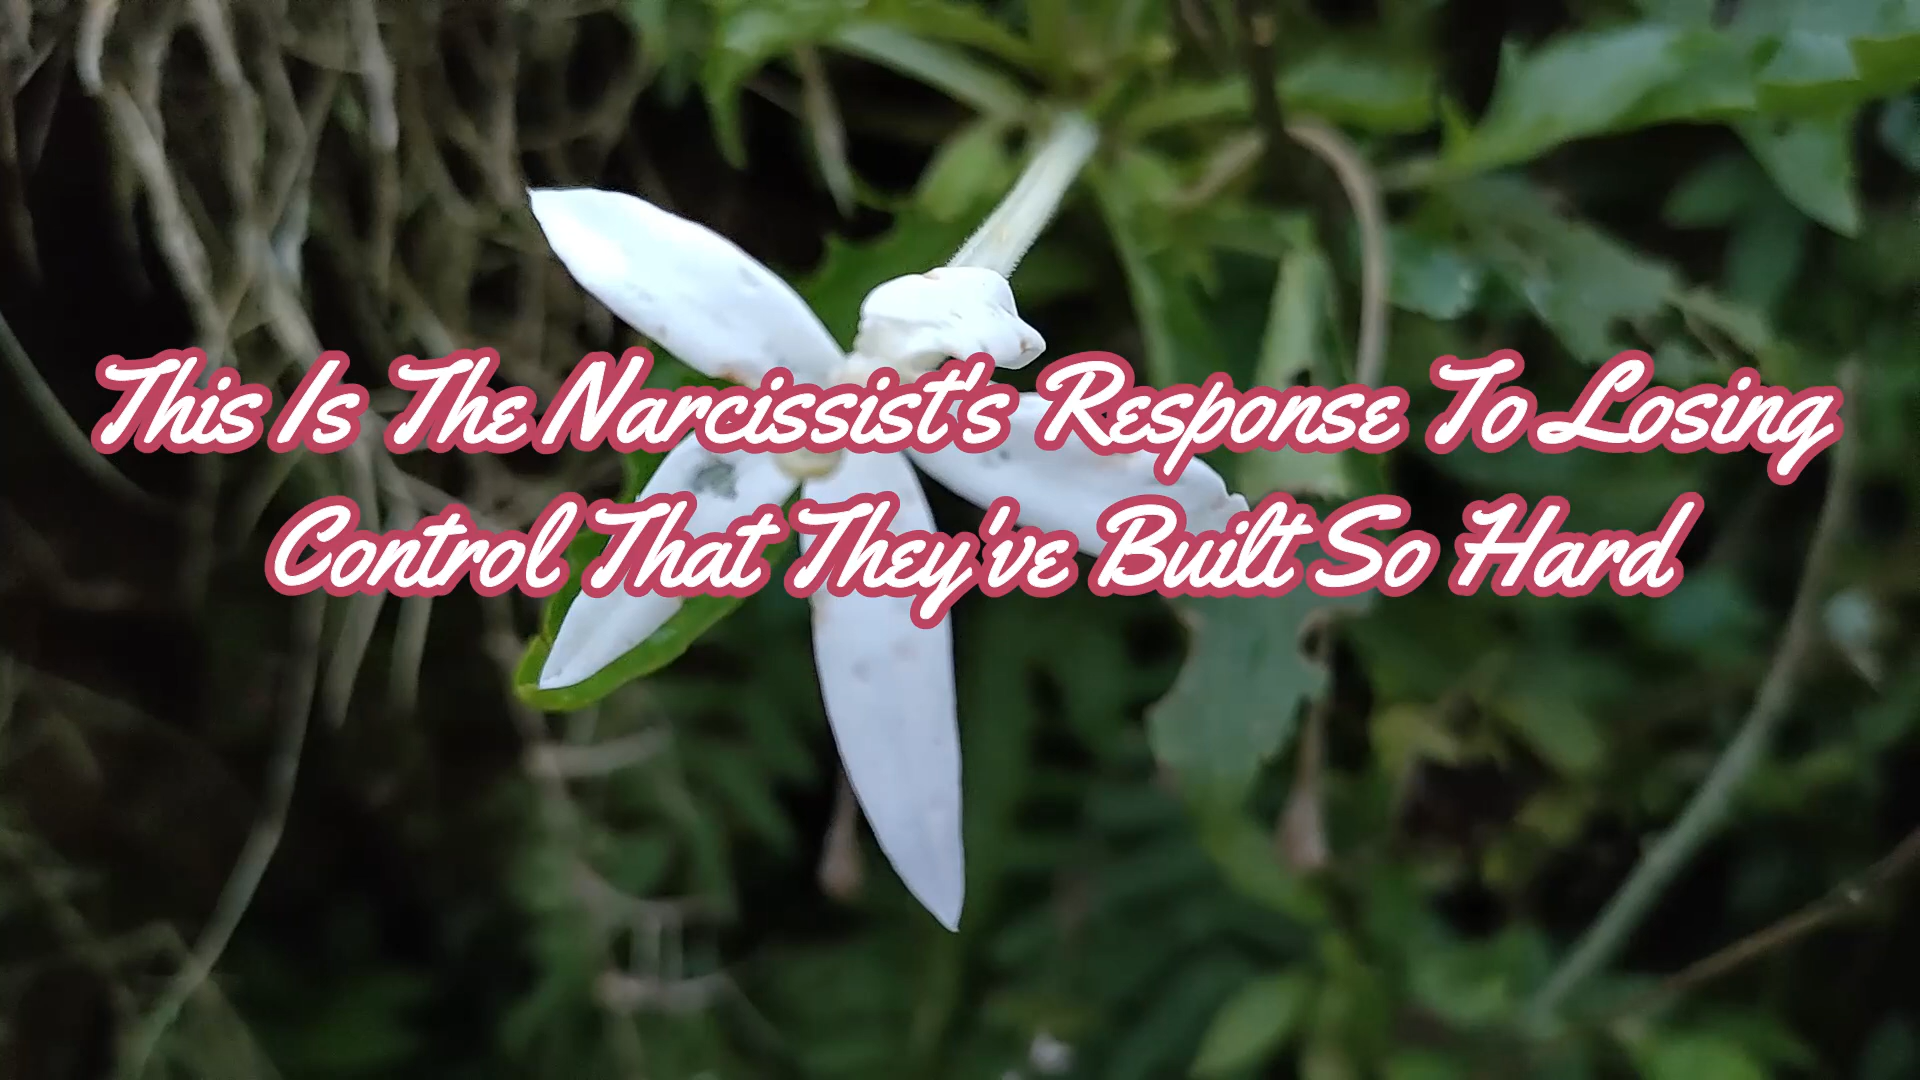 This Is The Narcissist's Response To Losing
Control That They've Built So Hard